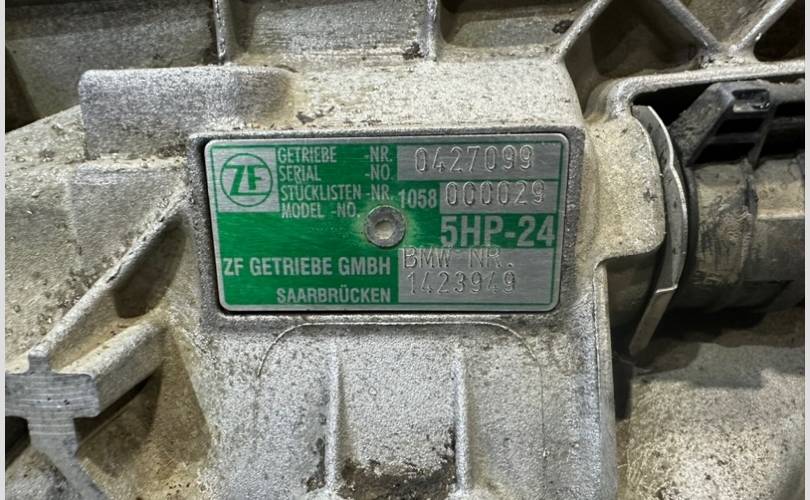 ZF
GETRIEBE -NR. 0427099
SERIAL -NO.
STÜCKLISTEN -NR. 1058 000029
MODEL -NO.
5HP-24
ZF GETRIEBE GMBH BMW NR.
SAARBRÜCKEN 1423949